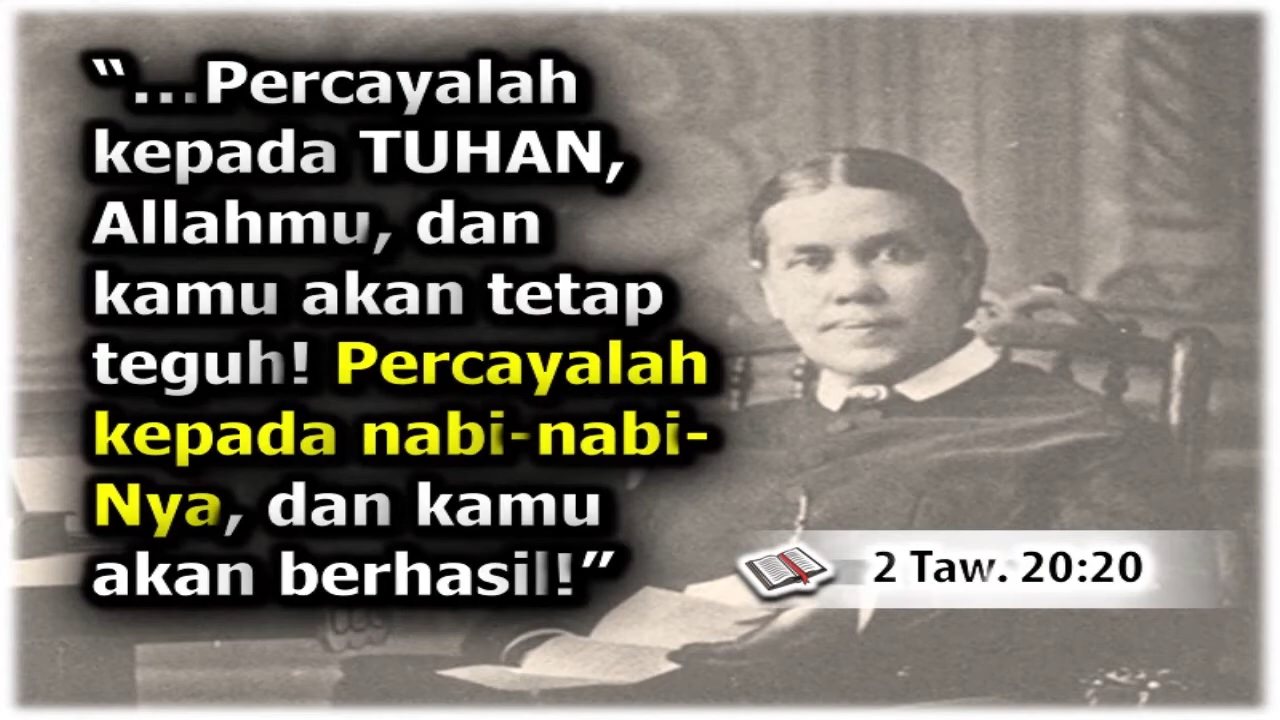 “...Percayalah
kepada TUHAN,
Allahmu, dan
kamu akan tetap
teguh! Percayalah
kepada nabi-nabi-
Nya, dan kamu
akan berhasil!”
2 Taw. 20:20